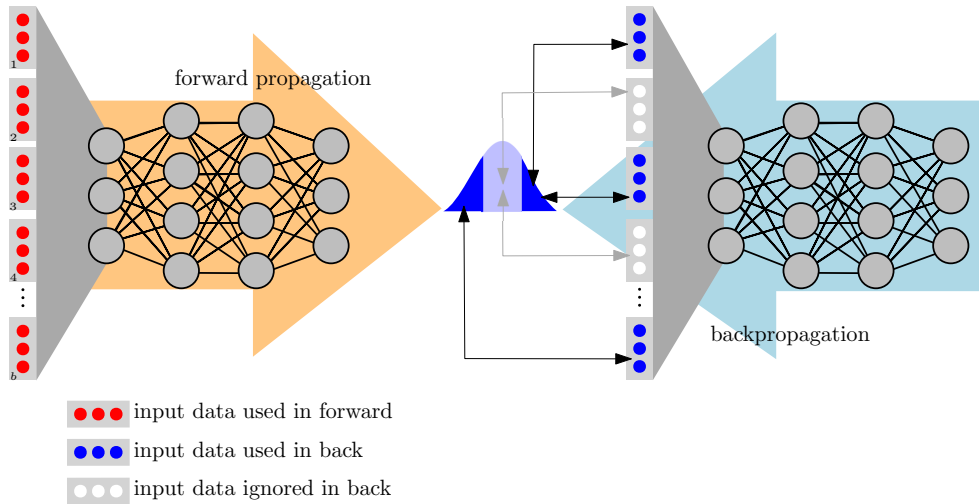 1
forward propagation
2
3
4
b
backpropagation
input data used in forward
input data used in back
input data ignored in back